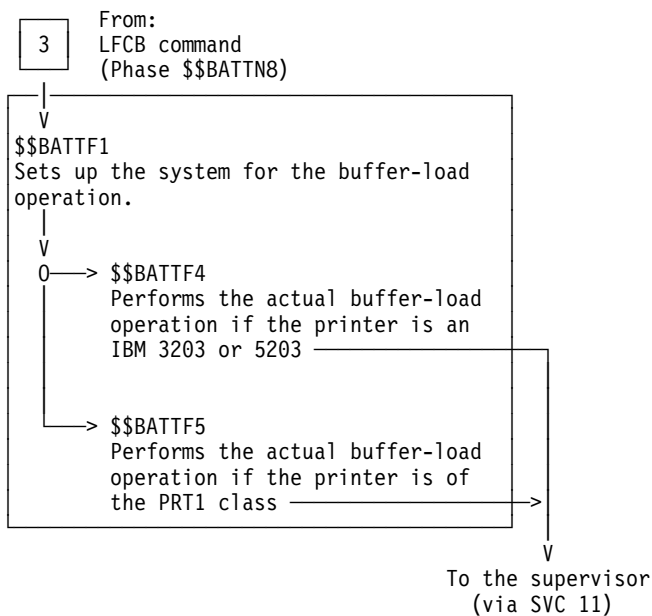 From:
3 LFCB command
(Phase $$BATTN8)
V
$$BATTF1
Sets up the system for the buffer-load
operation.
V
O > $$BATTF4
Performs the actual buffer-load
operation if the printer is an
IBM 3203 or 5203
> $$BATTF5
Performs the actual buffer-load
operation if the printer is of
the PRT1 class >
V
To the supervisor
(via SVC 11)